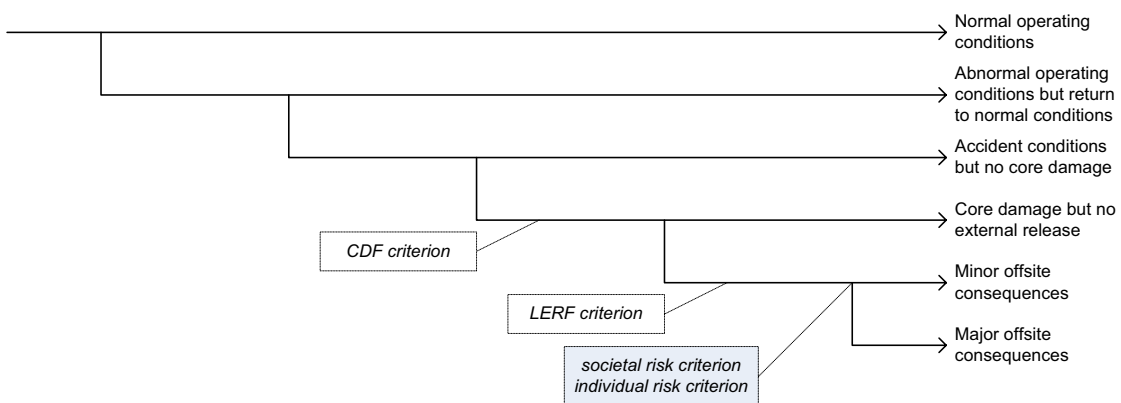 Normal operating
conditions
Abnormal operating
conditions but return
to normal conditions
Accident conditions
but no core damage
Core damage but no
external release
CDF criterion
Minor offsite
consequences
LERF criterion
Major offsite
consequences
societal risk criterion
individual risk criterion